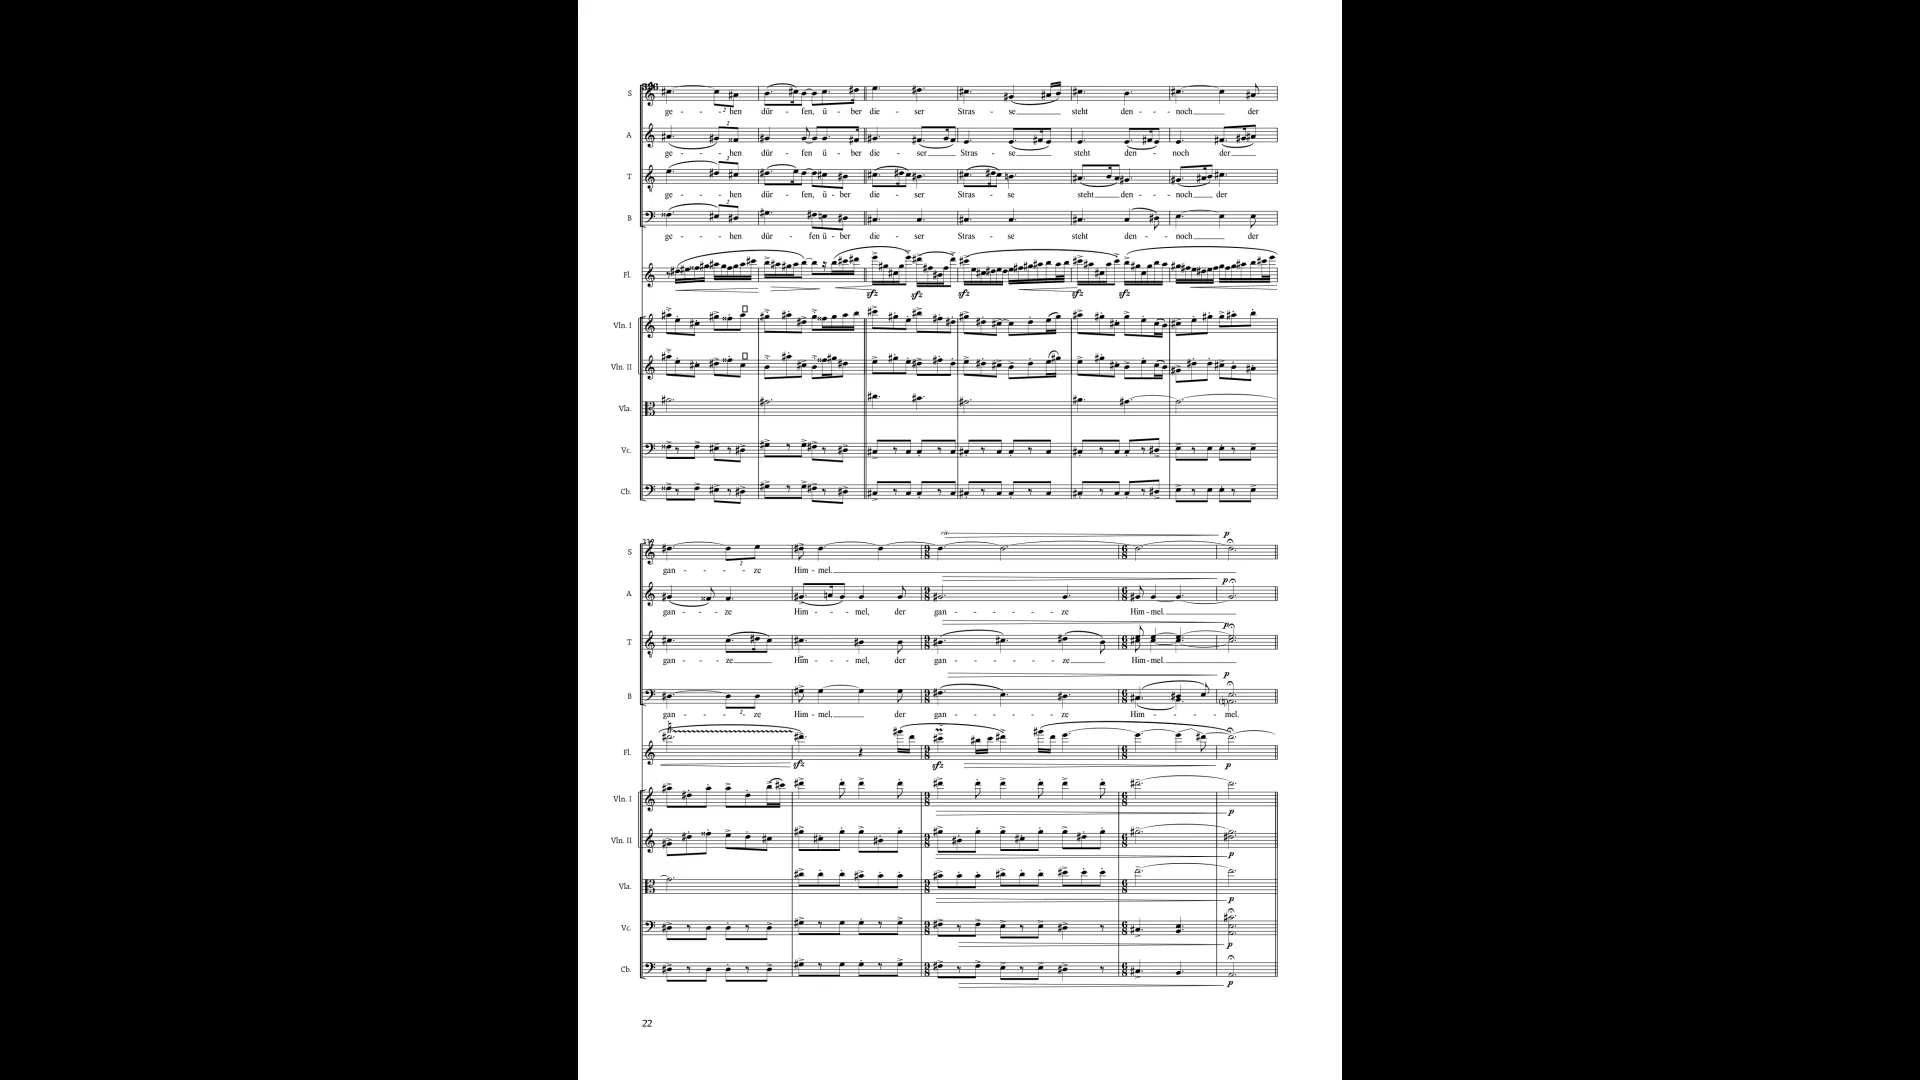 S
ge - - hen dür - fen, ü - ber die - ser Stras - se steht den - noch der
A
ge - - hen dür - fen ü - ber die - ser Stras - se steht den - noch der
T
ge - - hen dür - fen, ü - ber die - ser Stras - se steht den - noch der
B
ge - - hen dür - fen ü - ber die - ser Stras - se steht den - noch der
Fl.
sfz sfz sfz sfz sfz
Vln. I
Vln. II
Vla.
Vc.
Cb.
rit. p
S
gan - - - ze Him - mel.
p
A
gan - - ze Him - - mel, der gan - - - ze Him - mel.
p
T
gan - - ze Him - - mel, der gan - - - ze Him - mel.
p
B
gan - - - ze Him - mel, der gan - - - ze Him - - - mel.
Fl.
sfz sfz p
Vln. I
p
Vln. II
p
Vla.
p
Vc.
p
Cb.
p
22